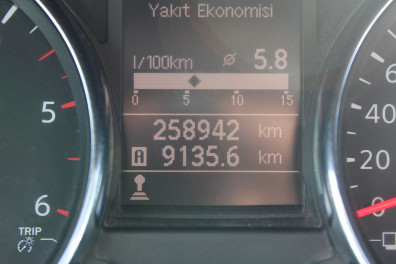 Yakıt Ekonomisi
l/100km ⌀ 5.8
0 5 10 15
258942 km
A 9135.6 km
5
6
TRIP
60
40
20
0